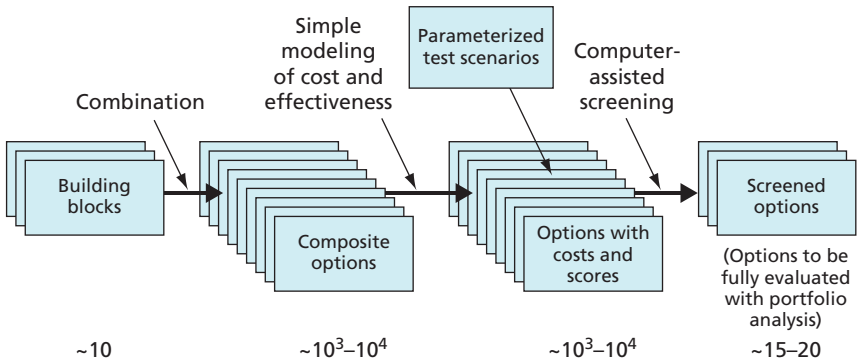 Simple
modeling
of cost and
effectiveness
Parameterized
test scenarios
Computer-
assisted
screening
Combination
Building
blocks
Composite
options
Options with
costs and
scores
Screened
options
(Options to be
fully evaluated
with portfolio
analysis)
~10
~10³–10⁴
~10³–10⁴
~15–20